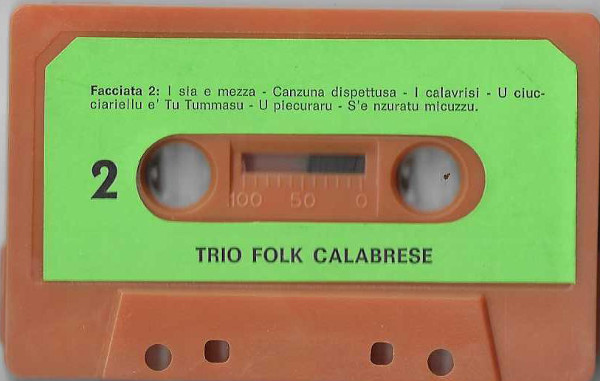 Facciata 2: I sia e mezza - Canzuna dispettusa - I calavrisi - U ciuc-
ciariellu e' Tu Tummasu - U piecuraru - S'e nzuratu micuzzu.
2
100 50 0
TRIO FOLK CALABRESE